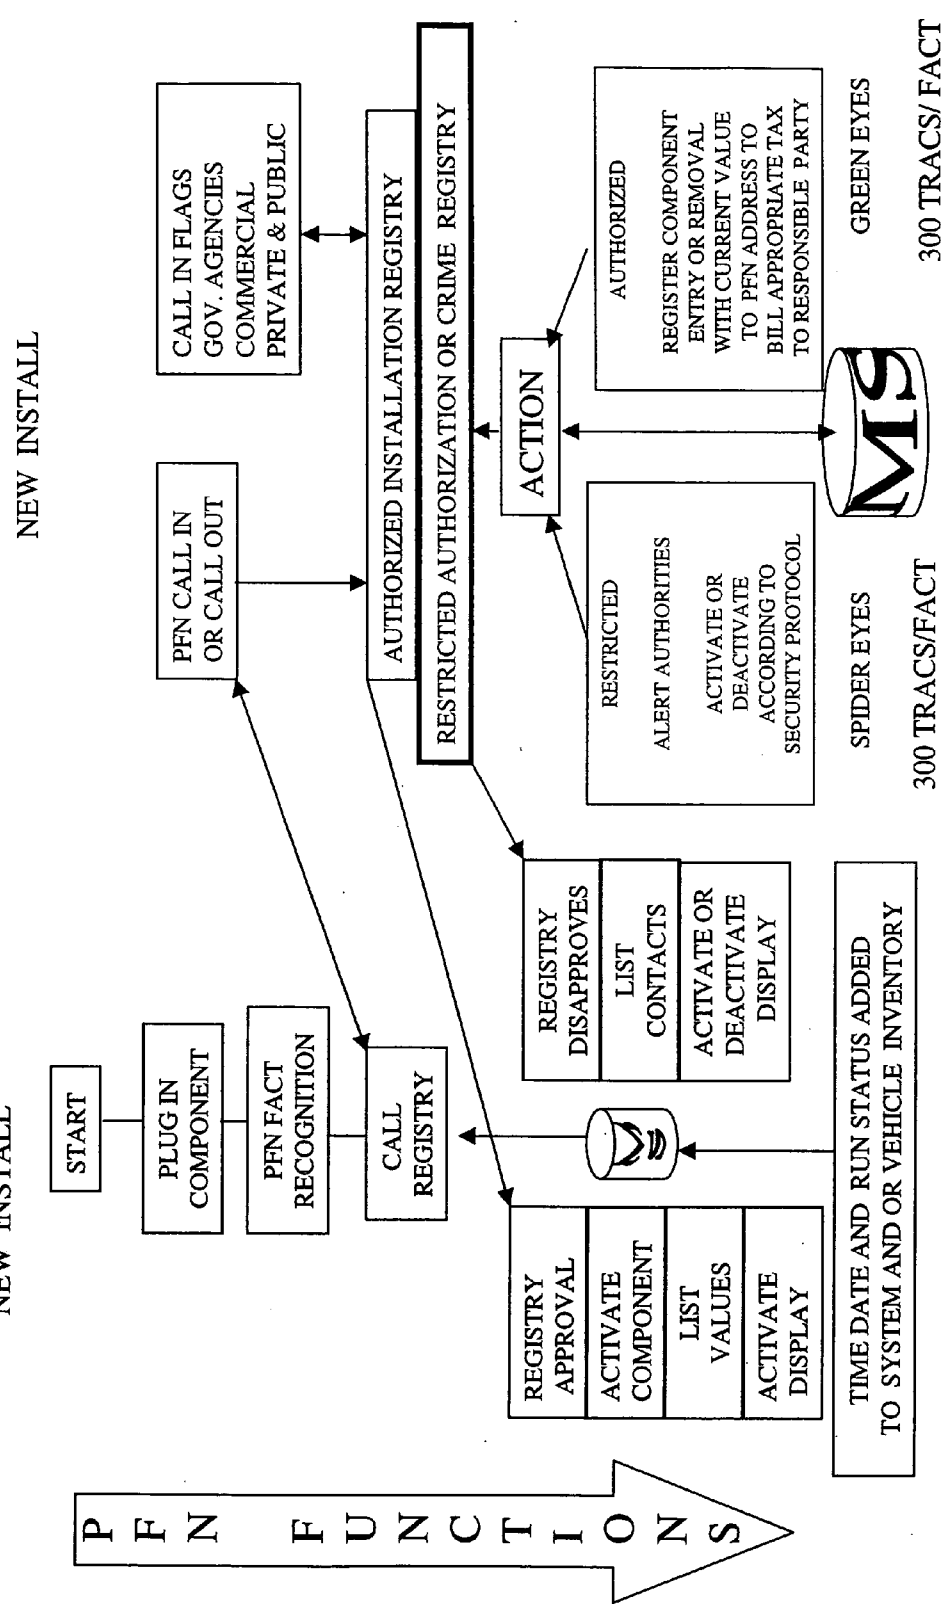 NEW INSTALL
NEW INSTALL
P F N FUNCTIONS
START
PLUG IN
COMPONENT
PFN FACT
RECOGNITION
CALL
REGISTRY
PFN CALL IN
OR CALL OUT
CALL IN FLAGS
GOV. AGENCIES
COMMERCIAL
PRIVATE & PUBLIC
AUTHORIZED INSTALLATION REGISTRY
RESTRICTED AUTHORIZATION OR CRIME REGISTRY
REGISTRY
APPROVAL
ACTIVATE
COMPONENT
LIST
VALUES
ACTIVATE
DISPLAY
REGISTRY
DISAPPROVES
LIST
CONTACTS
ACTIVATE OR
DEACTIVATE
DISPLAY
TIME DATE AND RUN STATUS ADDED
TO SYSTEM AND OR VEHICLE INVENTORY
ACTION
RESTRICTED
ALERT AUTHORITIES
ACTIVATE OR
DEACTIVATE
ACCORDING TO
SECURITY PROTOCOL
AUTHORIZED
REGISTER COMPONENT
ENTRY OR REMOVAL
WITH CURRENT VALUE
TO PFN ADDRESS TO
BILL APPROPRIATE TAX
TO RESPONSIBLE PARTY
MS
SPIDER EYES
300 TRACS/FACT
GREEN EYES
300 TRACS/ FACT